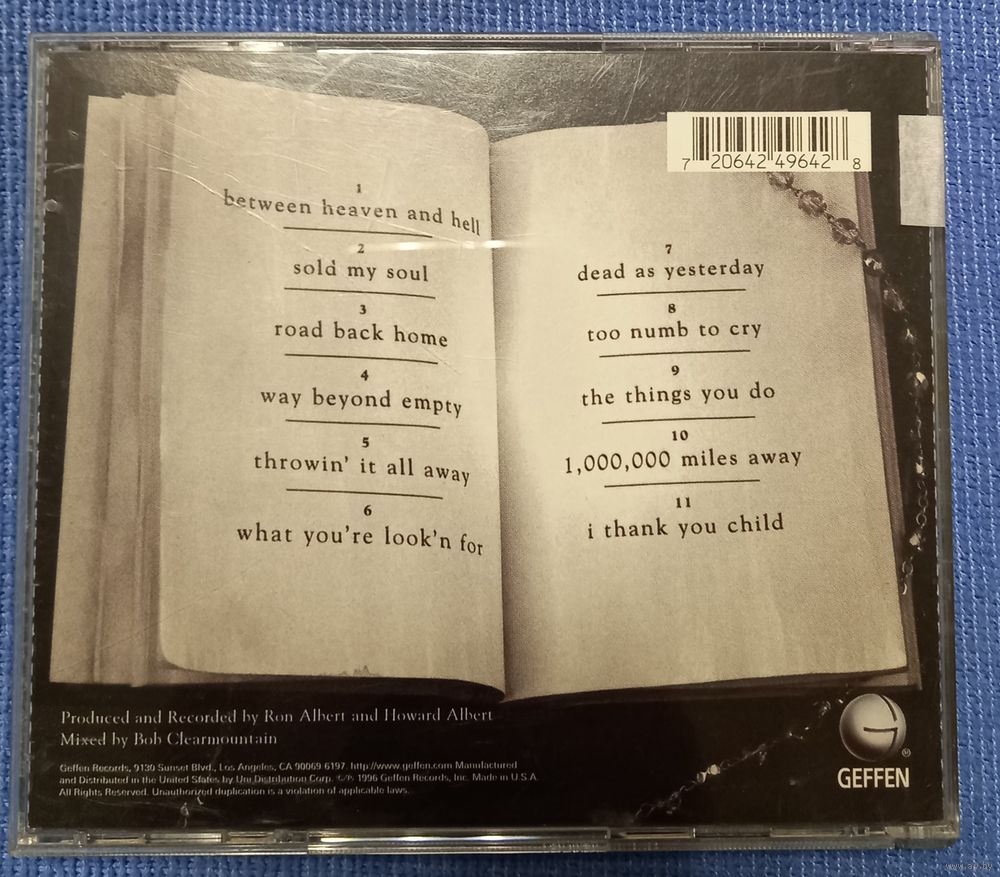 7 20642 49642 8
1
between heaven and hell
2
sold my soul
3
road back home
4
way beyond empty
5
throwin' it all away
6
what you're look'n for
7
dead as yesterday
8
too numb to cry
9
the things you do
10
1,000,000 miles away
11
i thank you child
Produced and Recorded by Ron Albert and Howard Albert
Mixed by Bob Clearmountain
Geffen Records, 9130 Sunset Blvd., Los Angeles, CA 90069-6197. http://www.geffen.com Manufactured
and Distributed in the United States by Uni Distribution Corp. ©℗ 1996 Geffen Records, Inc. Made in U.S.A.
All Rights Reserved. Unauthorized duplication is a violation of applicable laws.
®
GEFFEN
www.ay.by